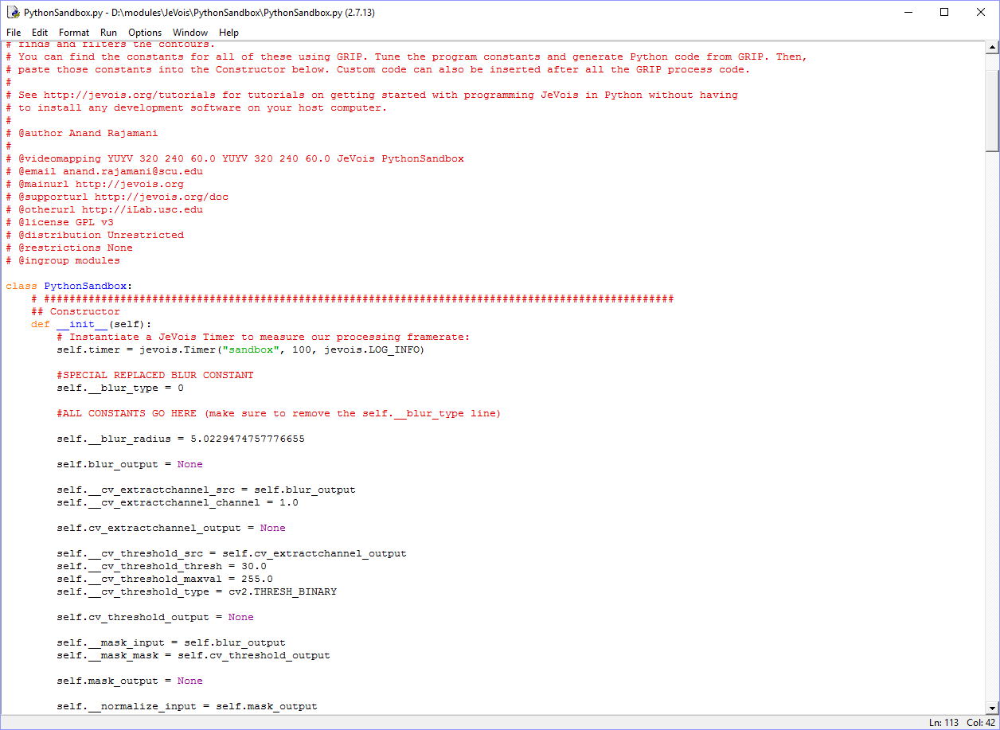 PythonSandbox.py - D:\modules\JeVois\PythonSandbox\PythonSandbox.py (2.7.13)
File Edit Format Run Options Window Help
# finds and filters the contours.
# You can find the constants for all of these using GRIP. Tune the program constants and generate Python code from GRIP. Then,
# paste those constants into the Constructor below. Custom code can also be inserted after all the GRIP process code.
#
# See http://jevois.org/tutorials for tutorials on getting started with programming JeVois in Python without having
# to install any development software on your host computer.
#
# @author Anand Rajamani
#
# @videomapping YUYV 320 240 60.0 YUYV 320 240 60.0 JeVois PythonSandbox
# @email anand.rajamani@scu.edu
# @mainurl http://jevois.org
# @supporturl http://jevois.org/doc
# @otherurl http://iLab.usc.edu
# @license GPL v3
# @distribution Unrestricted
# @restrictions None
# @ingroup modules
class PythonSandbox:
# ###################################################################################################
## Constructor
def __init__(self):
# Instantiate a JeVois Timer to measure our processing framerate:
self.timer = jevois.Timer("sandbox", 100, jevois.LOG_INFO)
#SPECIAL REPLACED BLUR CONSTANT
self.__blur_type = 0
#ALL CONSTANTS GO HERE (make sure to remove the self.__blur_type line)
self.__blur_radius = 5.0229474757776655
self.blur_output = None
self.__cv_extractchannel_src = self.blur_output
self.__cv_extractchannel_channel = 1.0
self.cv_extractchannel_output = None
self.__cv_threshold_src = self.cv_extractchannel_output
self.__cv_threshold_thresh = 30.0
self.__cv_threshold_maxval = 255.0
self.__cv_threshold_type = cv2.THRESH_BINARY
self.cv_threshold_output = None
self.__mask_input = self.blur_output
self.__mask_mask = self.cv_threshold_output
self.mask_output = None
self.__normalize_input = self.mask_output
Ln: 113 Col: 42